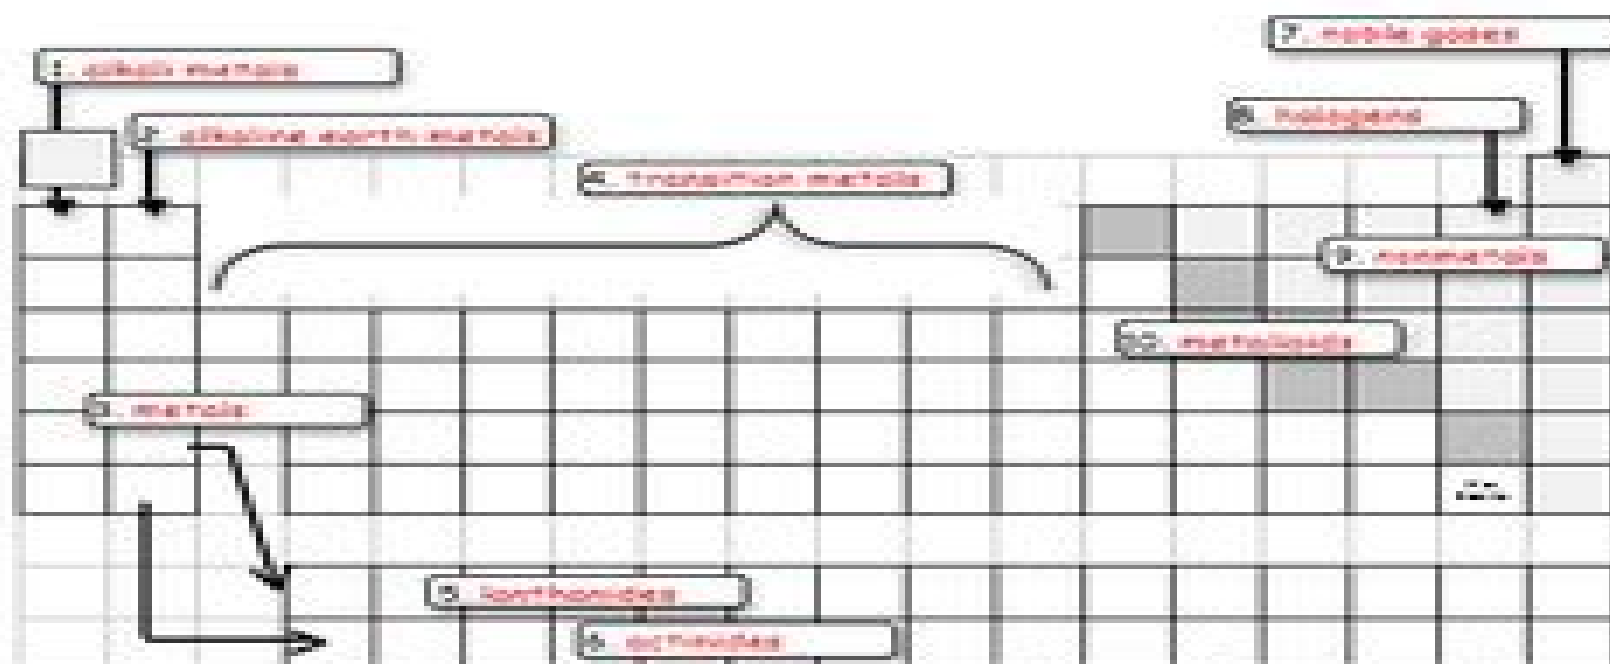 7. noble gases
1. alkali metals
8. halogens
2. alkaline earth metals
4. transition metals
9. nonmetals
10. metalloids
3. metals
5. lanthanides
6. actinides